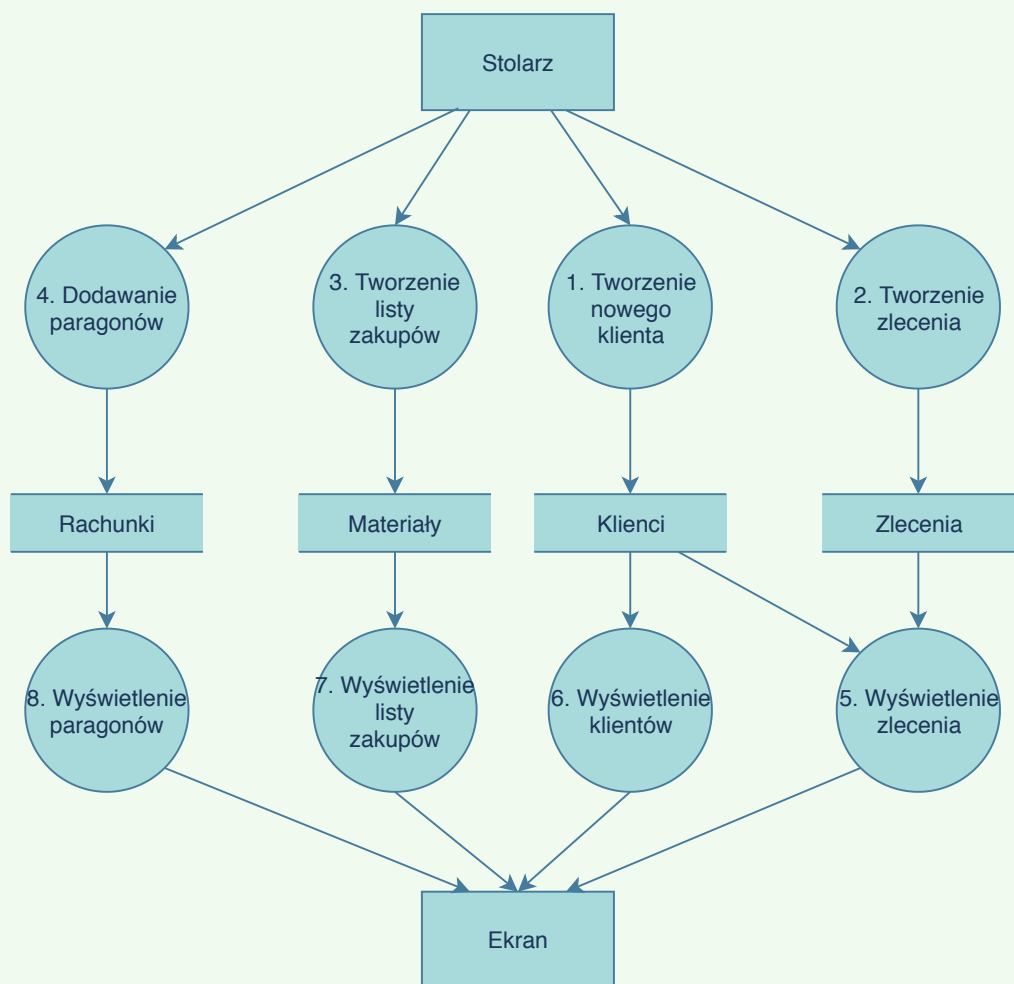 Stolarz
4. Dodawanie
paragonów
3. Tworzenie
listy
zakupów
1. Tworzenie
nowego
klienta
2. Tworzenie
zlecenia
Rachunki
Materiały
Klienci
Zlecenia
8. Wyświetlenie
paragonów
7. Wyświetlenie
listy
zakupów
6. Wyświetlenie
klientów
5. Wyświetlenie
zlecenia
Ekran